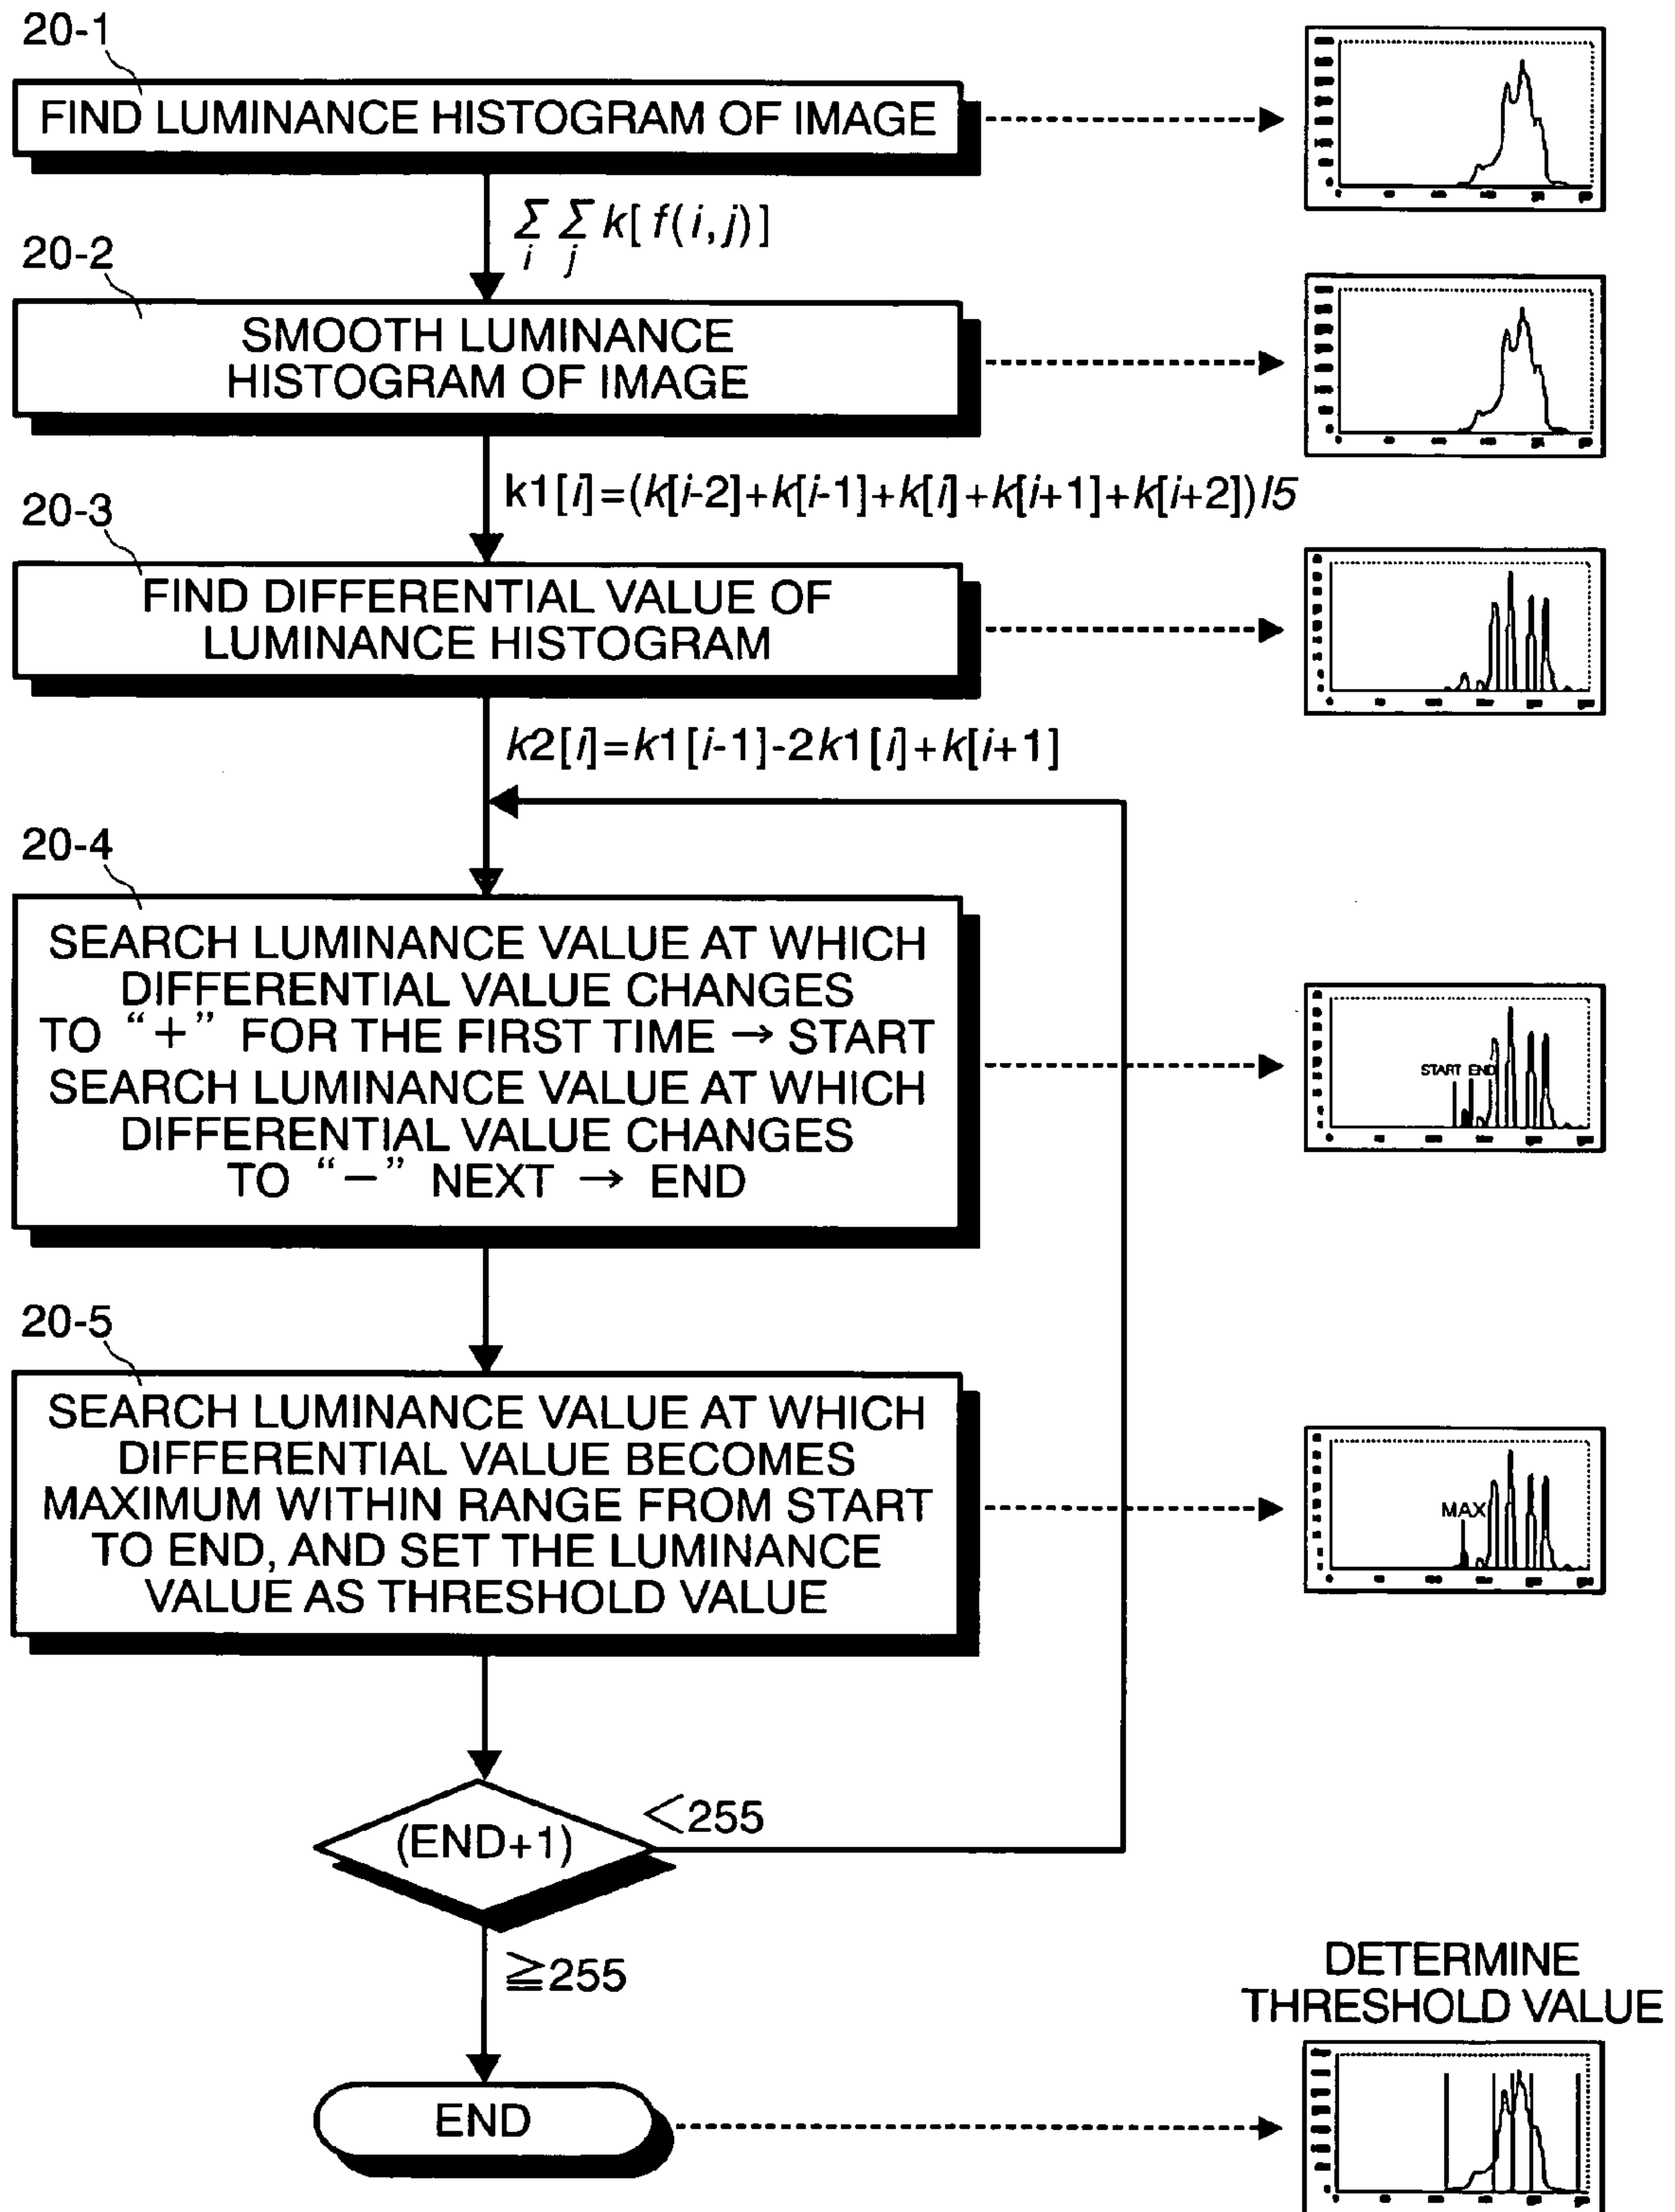 20-1
FIND LUMINANCE HISTOGRAM OF IMAGE
Σ Σ k[f(i,j)]
i j
20-2
SMOOTH LUMINANCE
HISTOGRAM OF IMAGE
k1[i]=(k[i-2]+k[i-1]+k[i]+k[i+1]+k[i+2])/5
20-3
FIND DIFFERENTIAL VALUE OF
LUMINANCE HISTOGRAM
k2[i]=k1[i-1]-2k1[i]+k[i+1]
20-4
SEARCH LUMINANCE VALUE AT WHICH
DIFFERENTIAL VALUE CHANGES
TO “+” FOR THE FIRST TIME → START
SEARCH LUMINANCE VALUE AT WHICH
DIFFERENTIAL VALUE CHANGES
TO “−” NEXT → END
START END
20-5
SEARCH LUMINANCE VALUE AT WHICH
DIFFERENTIAL VALUE BECOMES
MAXIMUM WITHIN RANGE FROM START
TO END, AND SET THE LUMINANCE
VALUE AS THRESHOLD VALUE
MAX
(END+1)
<255
≧255
DETERMINE
THRESHOLD VALUE
END